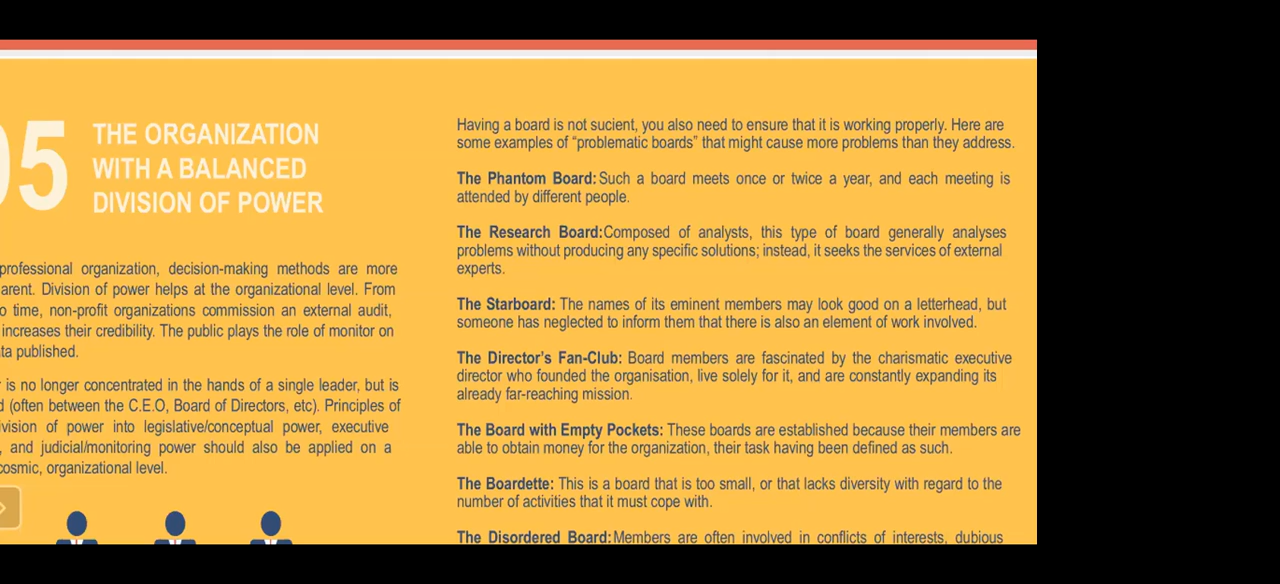 05
THE ORGANIZATION
WITH A BALANCED
DIVISION OF POWER
professional organization, decision-making methods are more
arent. Division of power helps at the organizational level. From
o time, non-profit organizations commission an external audit,
increases their credibility. The public plays the role of monitor on
ta published.
r is no longer concentrated in the hands of a single leader, but is
d (often between the C.E.O, Board of Directors, etc). Principles of
vision of power into legislative/conceptual power, executive
, and judicial/monitoring power should also be applied on a
cosmic, organizational level.
Having a board is not sucient, you also need to ensure that it is working properly. Here are
some examples of “problematic boards” that might cause more problems than they address.
The Phantom Board: Such a board meets once or twice a year, and each meeting is
attended by different people.
The Research Board:Composed of analysts, this type of board generally analyses
problems without producing any specific solutions; instead, it seeks the services of external
experts.
The Starboard: The names of its eminent members may look good on a letterhead, but
someone has neglected to inform them that there is also an element of work involved.
The Director’s Fan-Club: Board members are fascinated by the charismatic executive
director who founded the organisation, live solely for it, and are constantly expanding its
already far-reaching mission.
The Board with Empty Pockets: These boards are established because their members are
able to obtain money for the organization, their task having been defined as such.
The Boardette: This is a board that is too small, or that lacks diversity with regard to the
number of activities that it must cope with.
The Disordered Board: Members are often involved in conflicts of interests, dubious